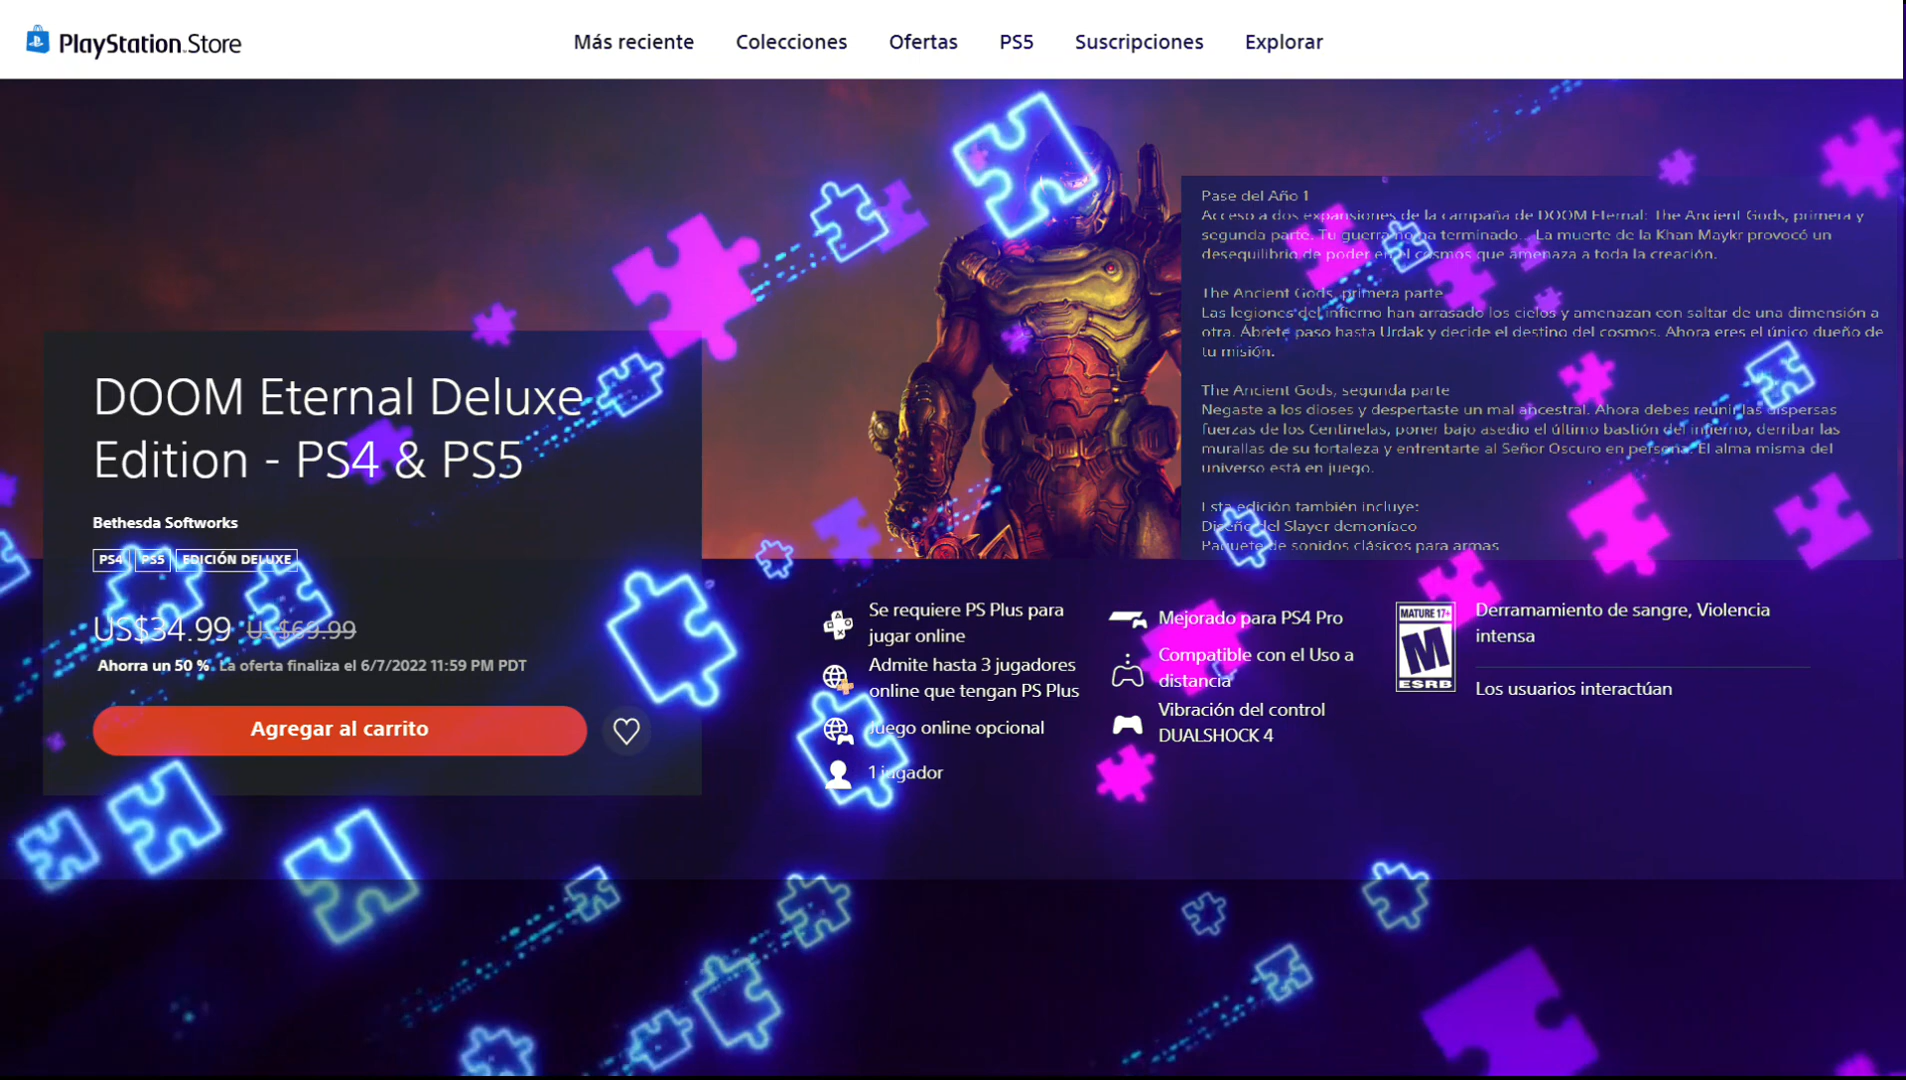 PlayStation Store
Más reciente
Colecciones
Ofertas
PS5
Suscripciones
Explorar
DOOM Eternal Deluxe
Edition - PS4 & PS5
Bethesda Softworks
PS4 PS5 EDICIÓN DELUXE
US$34.99 US$69.99
Ahorra un 50 %. La oferta finaliza el 6/7/2022 11:59 PM PDT
Agregar al carrito
Pase del Año 1
Acceso a dos expansiones de la campaña de DOOM Eternal: The Ancient Gods, primera y
segunda parte. Tu guerra no ha terminado... La muerte de la Khan Maykr provocó un
desequilibrio de poder en el cosmos que amenaza a toda la creación.
The Ancient Gods, primera parte
Las legiones del infierno han arrasado los cielos y amenazan con saltar de una dimensión a
otra. Ábrete paso hasta Urdak y decide el destino del cosmos. Ahora eres el único dueño de
tu misión.
The Ancient Gods, segunda parte
Negaste a los dioses y despertaste un mal ancestral. Ahora debes reunir las dispersas
fuerzas de los Centinelas, poner bajo asedio el último bastión del infierno, derribar las
murallas de su fortaleza y enfrentarte al Señor Oscuro en persona. El alma misma del
universo está en juego.
Esta edición también incluye:
Diseño del Slayer demoníaco
Paquete de sonidos clásicos para armas
Se requiere PS Plus para
jugar online
Admite hasta 3 jugadores
online que tengan PS Plus
Juego online opcional
1 jugador
Mejorado para PS4 Pro
Compatible con el Uso a
distancia
Vibración del control
DUALSHOCK 4
MATURE 17+
M
ESRB
Derramamiento de sangre, Violencia
intensa
Los usuarios interactúan